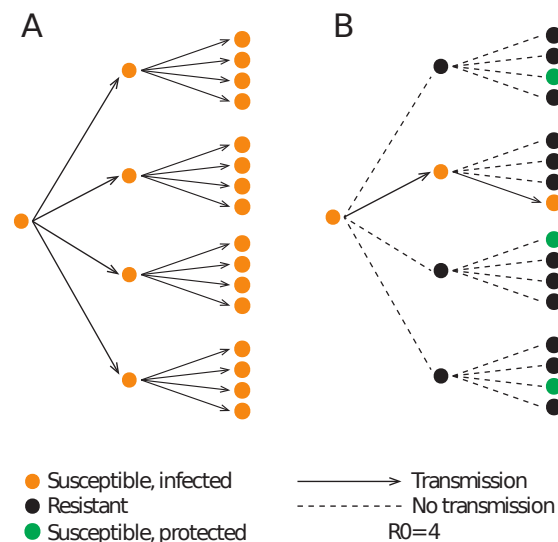 A
B
Susceptible, infected
Resistant
Susceptible, protected
Transmission
No transmission
R0=4